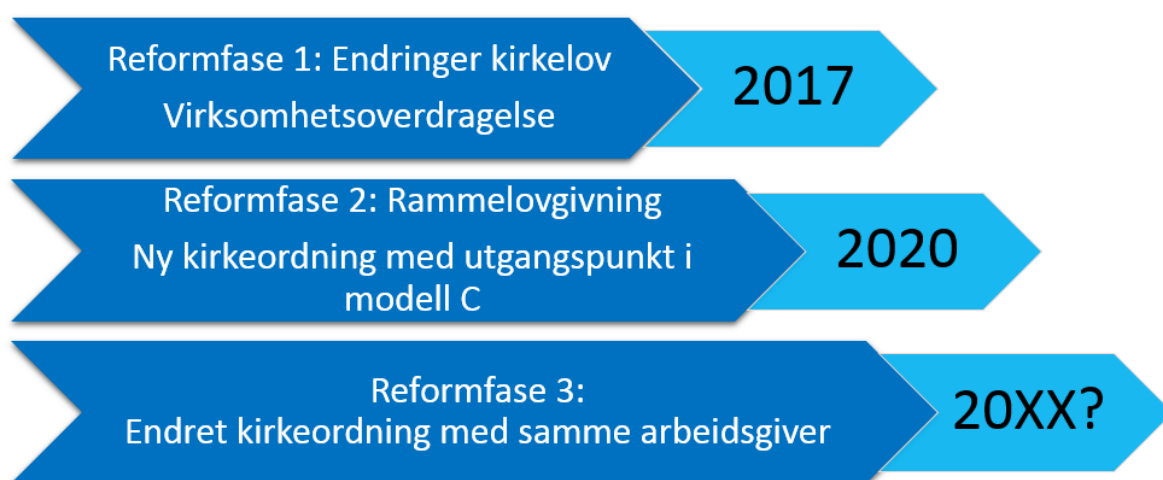 Reformfase 1: Endringer kirkelov
Virksomhetsoverdragelse
2017
Reformfase 2: Rammelovgivning
Ny kirkeordning med utgangspunkt i
modell C
2020
Reformfase 3:
Endret kirkeordning med samme arbeidsgiver
20XX?